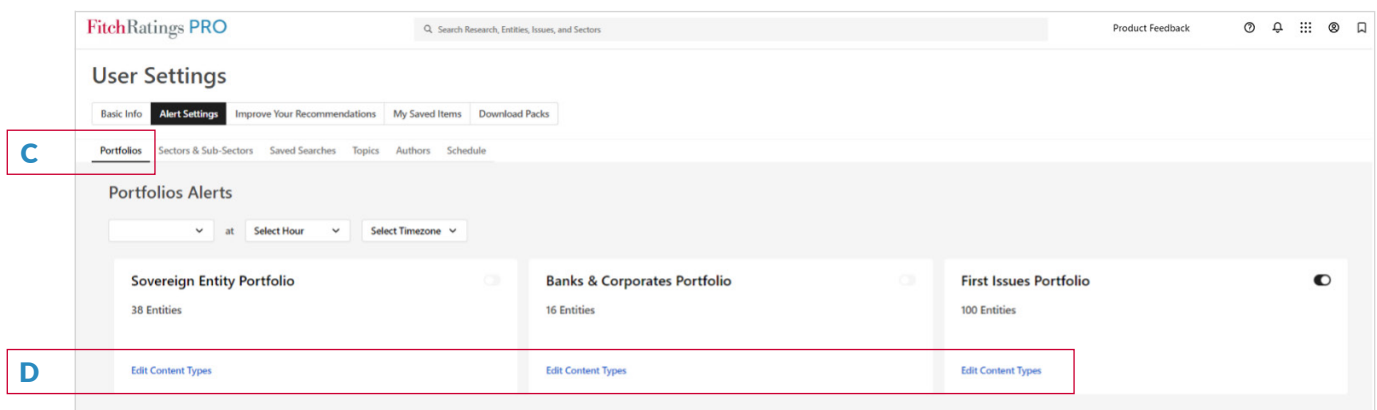 FitchRatings PRO
Search Research, Entities, Issues, and Sectors
Product Feedback
User Settings
Basic Info Alert Settings Improve Your Recommendations My Saved Items Download Packs
C
Portfolios Sectors & Sub-Sectors Saved Searches Topics Authors Schedule
Portfolios Alerts
at Select Hour Select Timezone
Sovereign Entity Portfolio Banks & Corporates Portfolio First Issues Portfolio
38 Entities 16 Entities 100 Entities
D
Edit Content Types Edit Content Types Edit Content Types